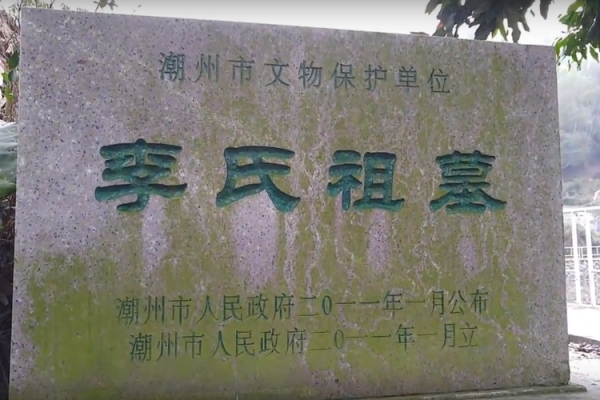 潮州市文物保护单位
李氏祖墓
潮州市人民政府二0一一年一月公布
潮州市人民政府二0一一年一月立